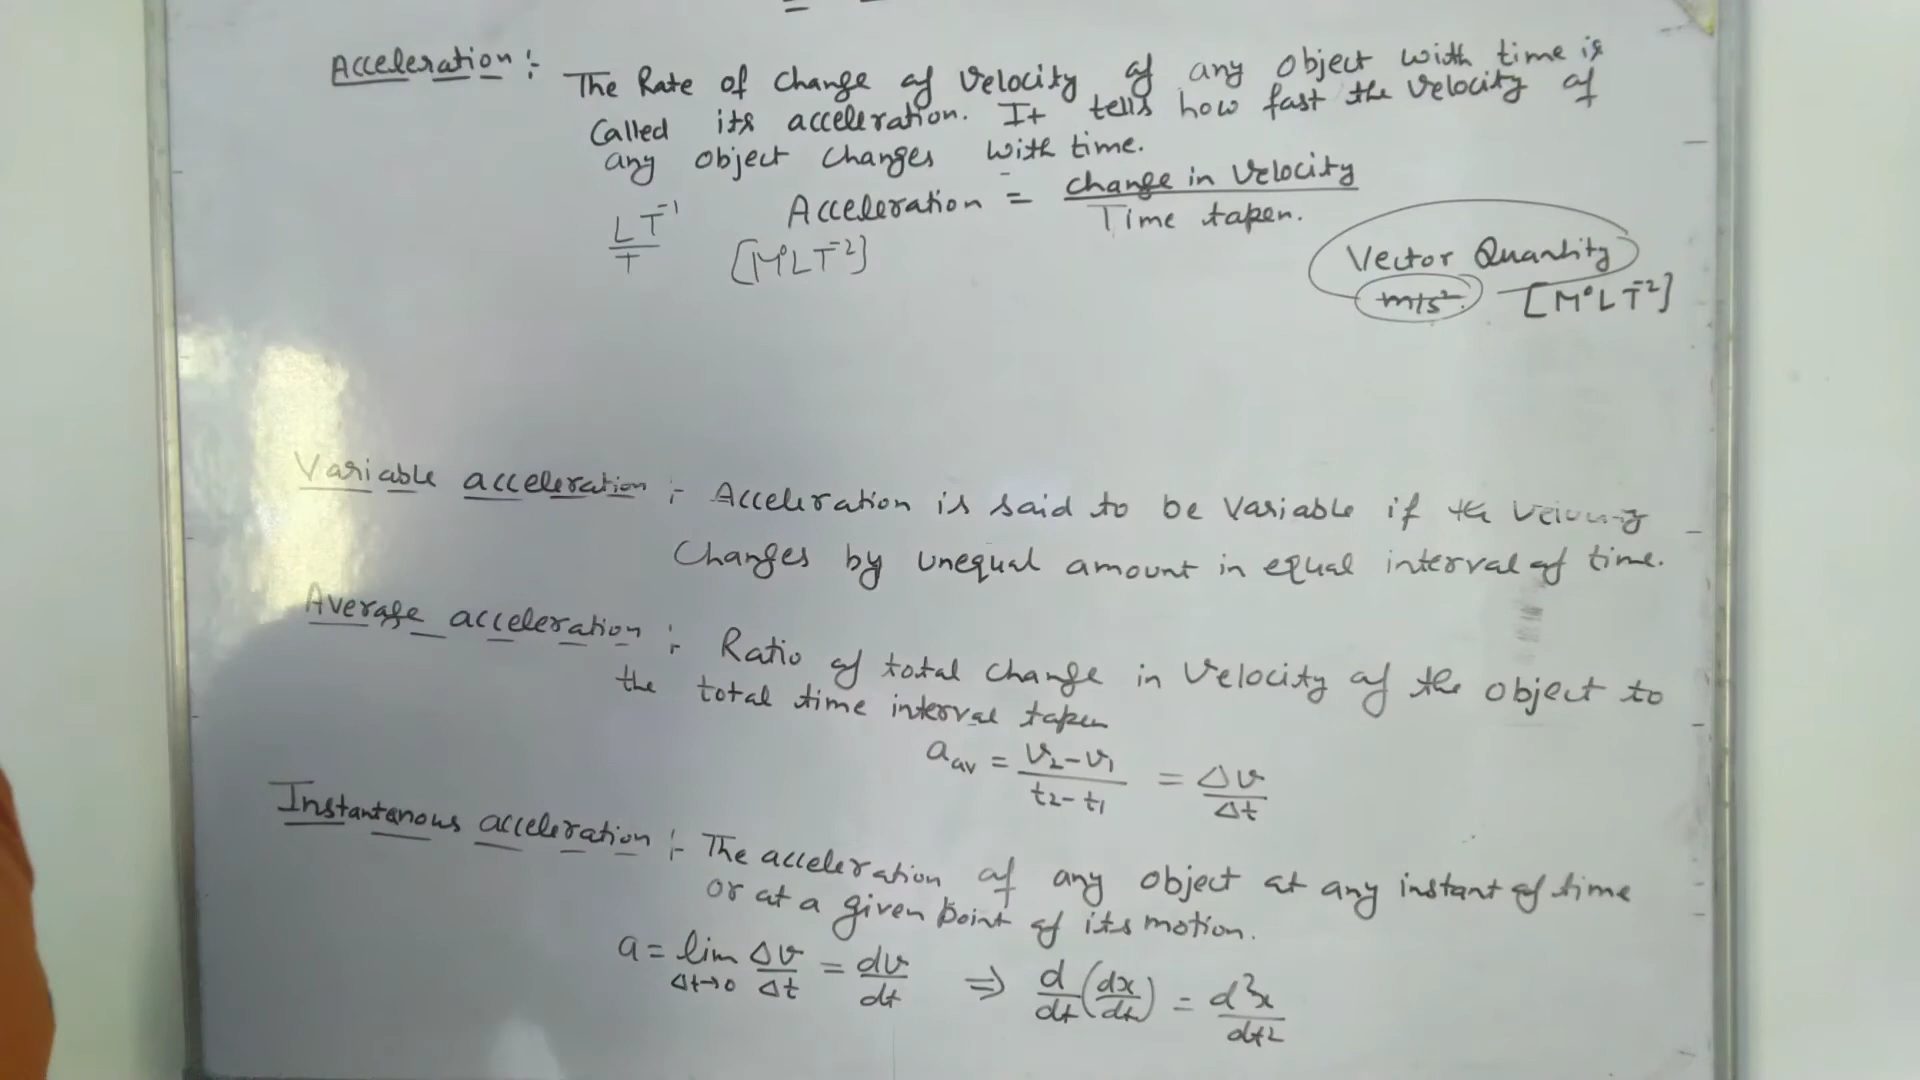 Acceleration :-
The Rate of change of velocity of any object with time is
called its acceleration. It tells how fast the velocity of
any object changes with time.
Acceleration = change in velocity / Time taken.
LT⁻¹ / T [M⁰LT⁻²]
Vector Quantity
m/s². [M⁰LT⁻²]
Variable acceleration :- Acceleration is said to be variable if the velocity
changes by unequal amount in equal interval of time.
Average acceleration :- Ratio of total change in velocity of the object to
the total time interval taken
a_av = v₂-v₁ / t₂-t₁ = Δv / Δt
Instantanous acceleration :- The acceleration of any object at any instant of time
or at a given point of its motion.
a = lim Δt→0 Δv/Δt = dv/dt ⇒ d/dt (dx/dt) = d²x/dt²